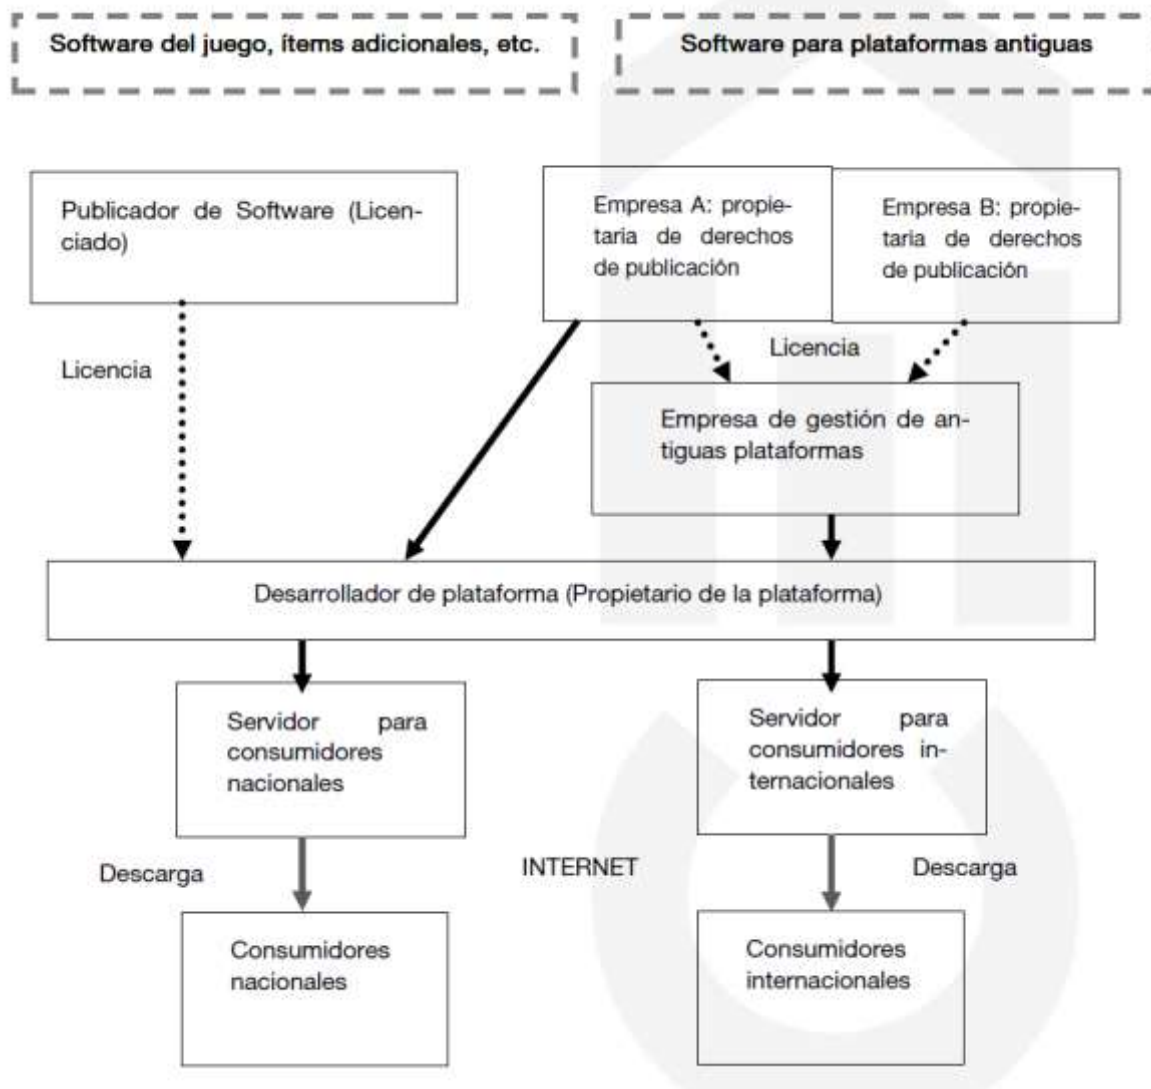 Software del juego, ítems adicionales, etc.
Software para plataformas antiguas
Publicador de Software (Licen-
ciado)
Empresa A: propie-
taria de derechos
de publicación
Empresa B: propie-
taria de derechos
de publicación
Licencia
Licencia
Empresa de gestión de an-
tiguas plataformas
Desarrollador de plataforma (Propietario de la plataforma)
Servidor para
consumidores
nacionales
Servidor para
consumidores in-
ternacionales
Descarga
INTERNET
Descarga
Consumidores
nacionales
Consumidores
internacionales